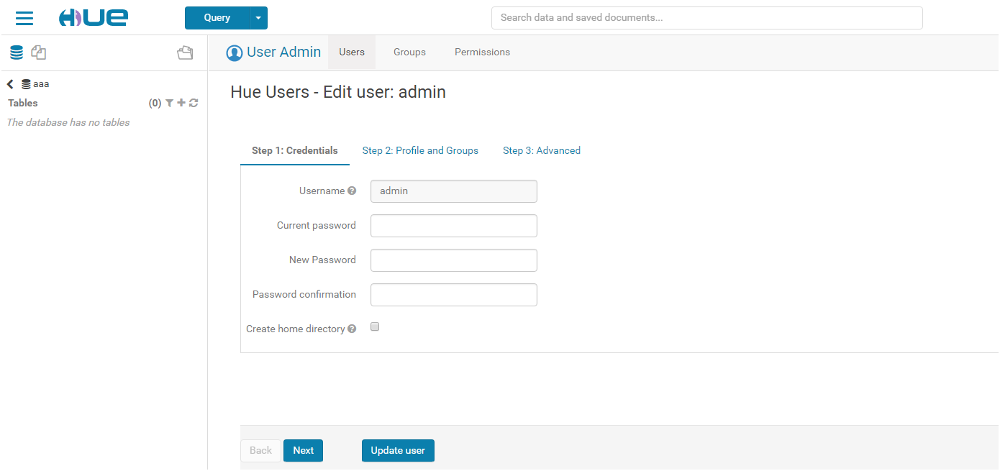 HUE
Query
Search data and saved documents...
User Admin
Users
Groups
Permissions
aaa
Tables
(0)
The database has no tables
Hue Users - Edit user: admin
Step 1: Credentials
Step 2: Profile and Groups
Step 3: Advanced
Username
admin
Current password
New Password
Password confirmation
Create home directory
Back
Next
Update user